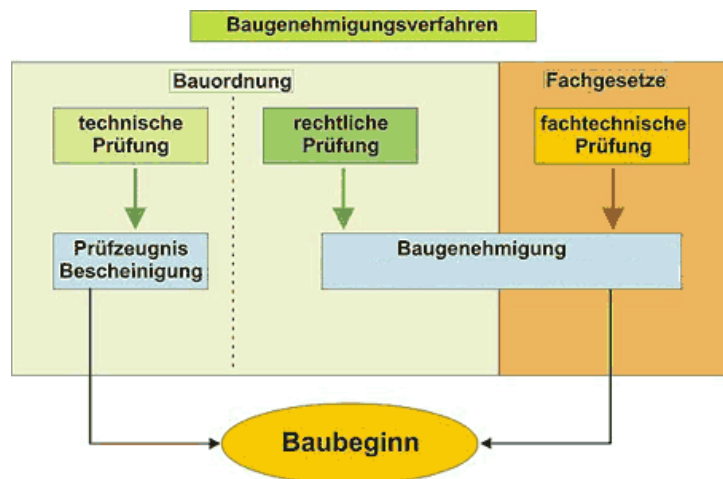 Baugenehmigungsverfahren
Bauordnung
Fachgesetze
technische
Prüfung
rechtliche
Prüfung
fachtechnische
Prüfung
Prüfzeugnis
Bescheinigung
Baugenehmigung
Baubeginn